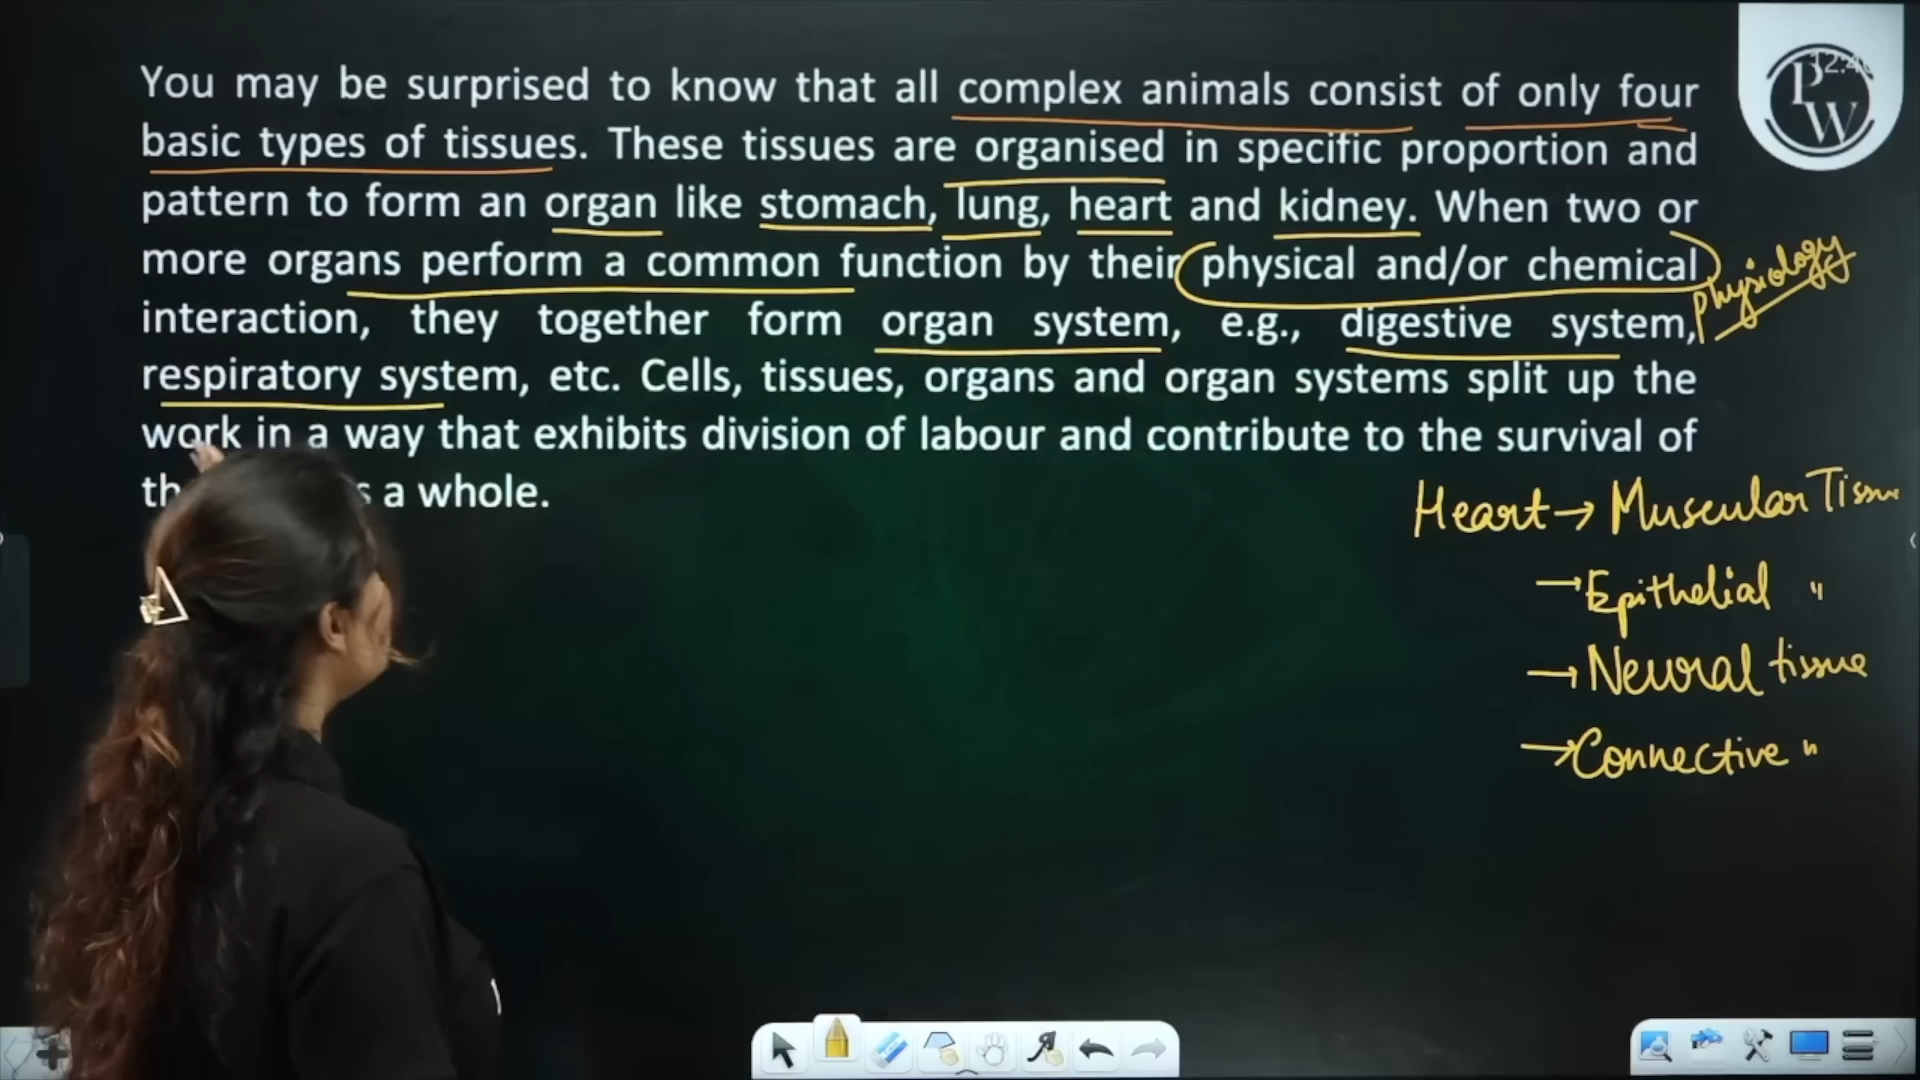 You may be surprised to know that all complex animals consist of only four
basic types of tissues. These tissues are organised in specific proportion and
pattern to form an organ like stomach, lung, heart and kidney. When two or
more organs perform a common function by their physical and/or chemical
Physiology
interaction, they together form organ system, e.g., digestive system,
respiratory system, etc. Cells, tissues, organs and organ systems split up the
work in a way that exhibits division of labour and contribute to the survival of
a whole.
Heart → Muscular Tissue
→ Epithelial "
→ Neural tissue
→ Connective "
PW